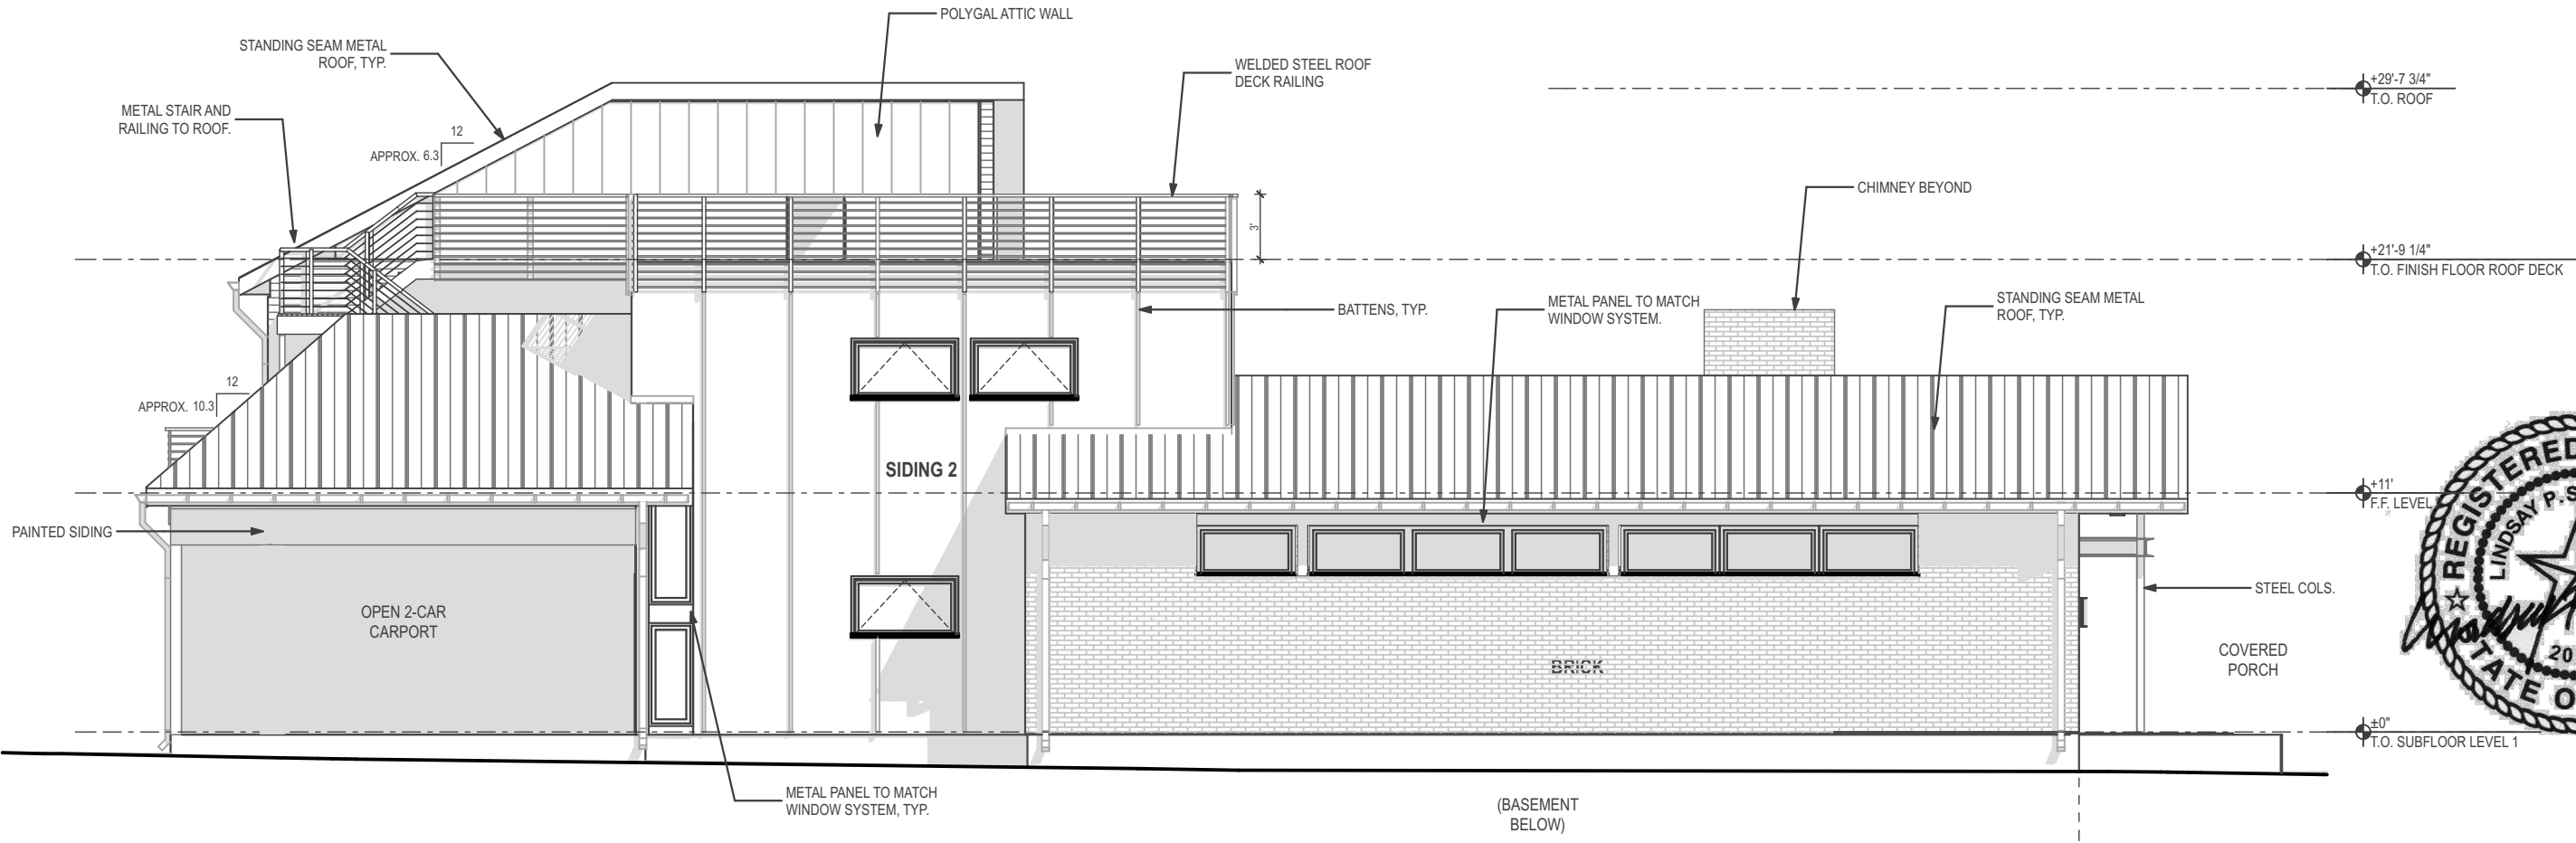 POLYGAL ATTIC WALL
STANDING SEAM METAL
ROOF, TYP.
WELDED STEEL ROOF
DECK RAILING
+29'-7 3/4"
T.O. ROOF
METAL STAIR AND
RAILING TO ROOF.
12
APPROX. 6.3
CHIMNEY BEYOND
3'
+21'-9 1/4"
T.O. FINISH FLOOR ROOF DECK
BATTENS, TYP.
METAL PANEL TO MATCH
WINDOW SYSTEM.
STANDING SEAM METAL
ROOF, TYP.
12
APPROX. 10.3
SIDING 2
+11'
F.F. LEVEL
PAINTED SIDING
OPEN 2-CAR
CARPORT
STEEL COLS.
BRICK
COVERED
PORCH
±0"
T.O. SUBFLOOR LEVEL 1
METAL PANEL TO MATCH
WINDOW SYSTEM, TYP.
(BASEMENT
BELOW)
REGISTERED
LINDSAY P. S
20
STATE O